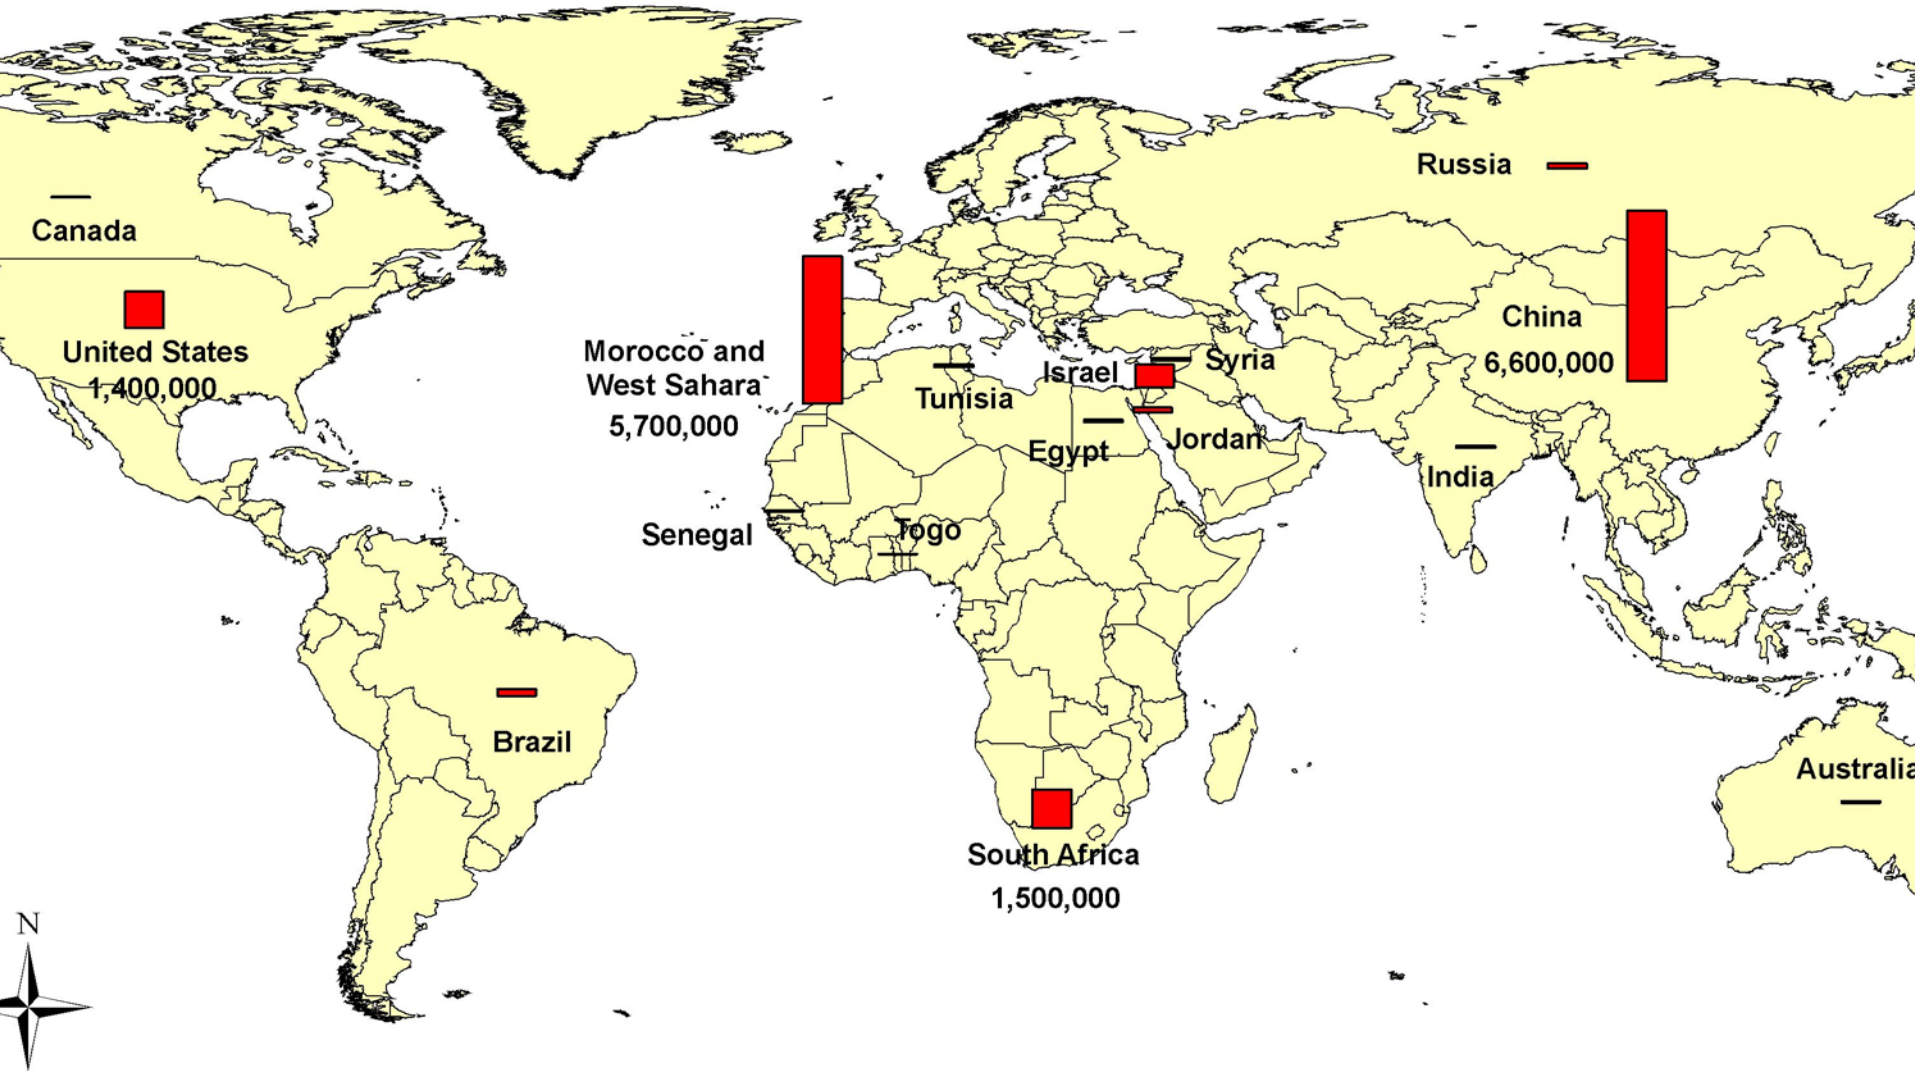 Russia
Canada
China
6,600,000
United States
1,400,000
Morocco and
West Sahara
5,700,000
Israel
Syria
Tunisia
Egypt
Jordan
India
Senegal
Togo
Brazil
Australia
South Africa
1,500,000
N